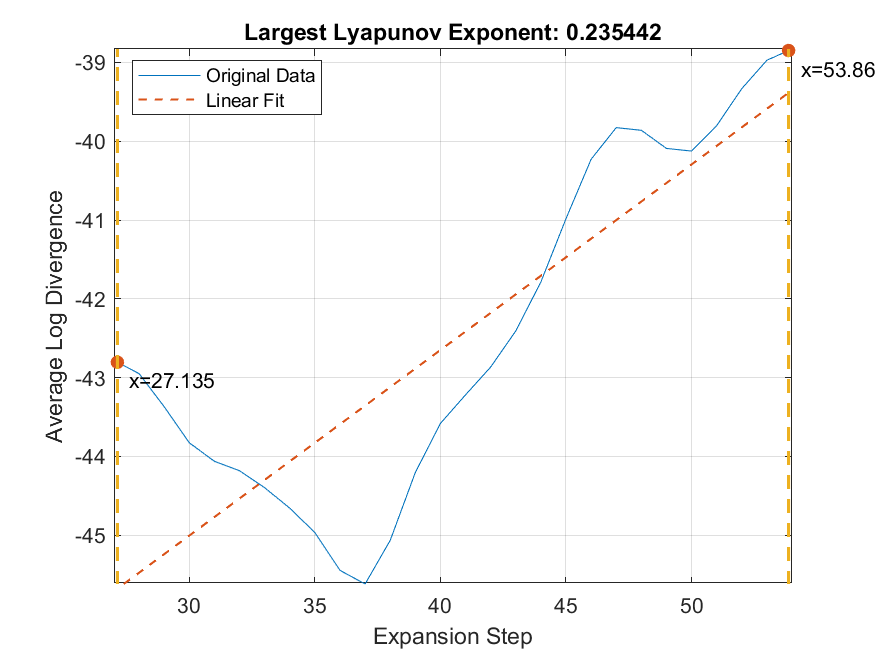 Largest Lyapunov Exponent: 0.235442
Original Data
Linear Fit
x=53.86
x=27.135
-39
-40
-41
-42
-43
-44
-45
Average Log Divergence
30
35
40
45
50
Expansion Step